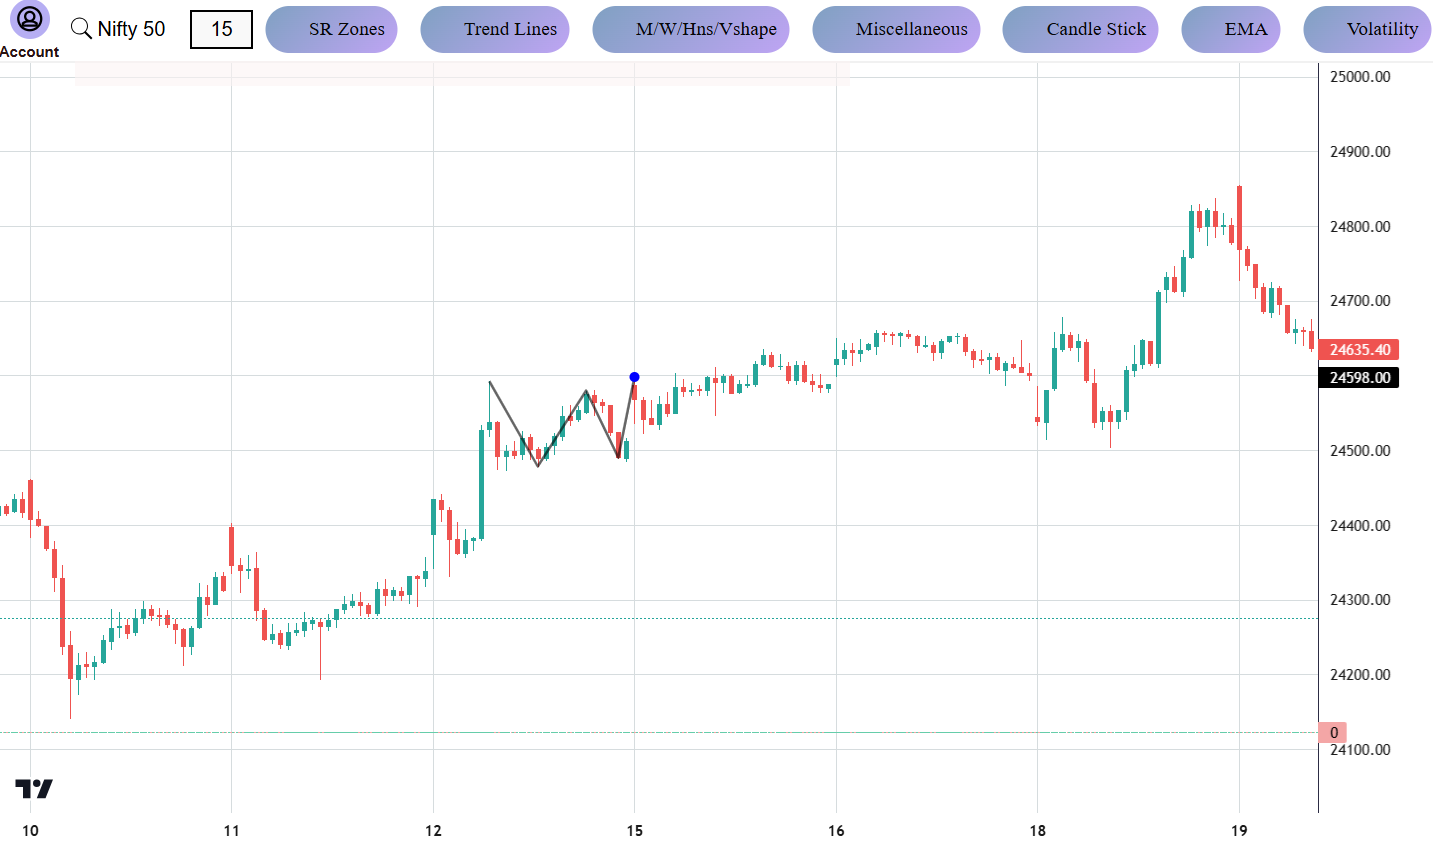 Account
Nifty 50
15
SR Zones
Trend Lines
M/W/Hns/Vshape
Miscellaneous
Candle Stick
EMA
Volatility
25000.00
24900.00
24800.00
24700.00
24635.40
24598.00
24500.00
24400.00
24300.00
24200.00
0
24100.00
10 11 12 15 16 18 19